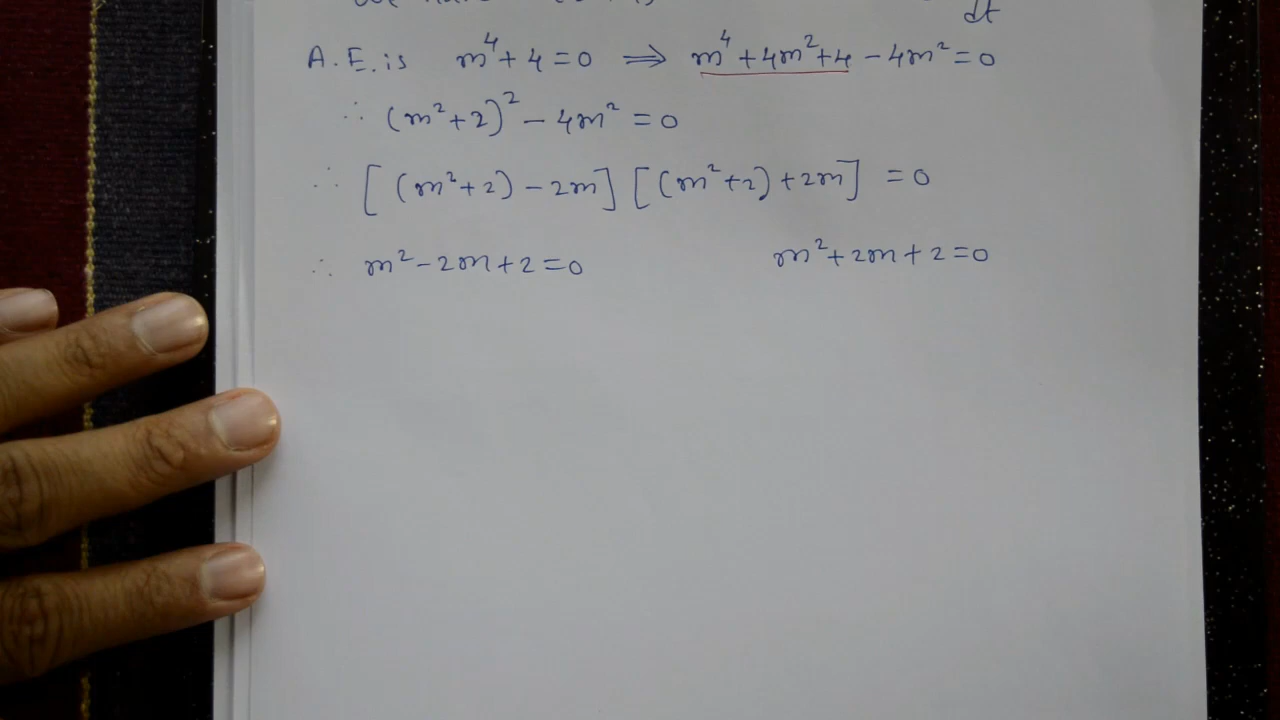 dt
A.E. is m⁴+4=0 ⟹ m⁴+4m²+4-4m²=0
∴ (m²+2)²-4m²=0
∴ [(m²+2)-2m][(m²+2)+2m]=0
∴ m²-2m+2=0 m²+2m+2=0